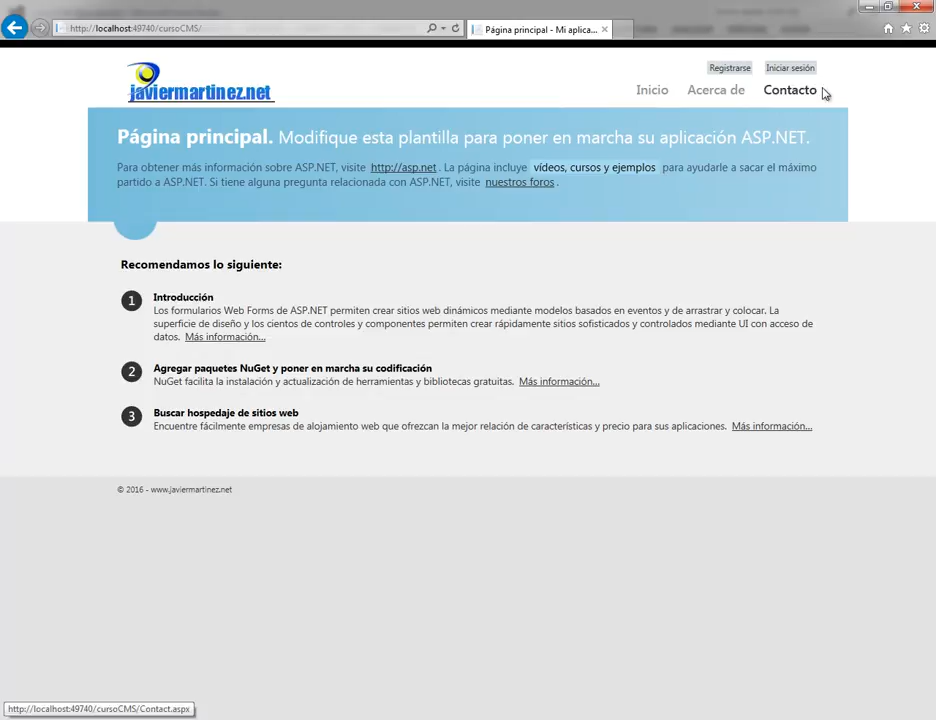 http://localhost:49740/cursoCMS/
Página principal - Mi aplica...
Registrarse
Iniciar sesión
javiermartinez.net
Inicio
Acerca de
Contacto
Página principal. Modifique esta plantilla para poner en marcha su aplicación ASP.NET.
Para obtener más información sobre ASP.NET, visite http://asp.net. La página incluye vídeos, cursos y ejemplos para ayudarle a sacar el máximo
partido a ASP.NET. Si tiene alguna pregunta relacionada con ASP.NET, visite nuestros foros.
Recomendamos lo siguiente:
1
Introducción
Los formularios Web Forms de ASP.NET permiten crear sitios web dinámicos mediante modelos basados en eventos y de arrastrar y colocar. La
superficie de diseño y los cientos de controles y componentes permiten crear rápidamente sitios sofisticados y controlados mediante UI con acceso de
datos. Más información...
2
Agregar paquetes NuGet y poner en marcha su codificación
NuGet facilita la instalación y actualización de herramientas y bibliotecas gratuitas. Más información...
3
Buscar hospedaje de sitios web
Encuentre fácilmente empresas de alojamiento web que ofrezcan la mejor relación de características y precio para sus aplicaciones. Más información...
© 2016 - www.javiermartinez.net
http://localhost:49740/cursoCMS/Contact.aspx